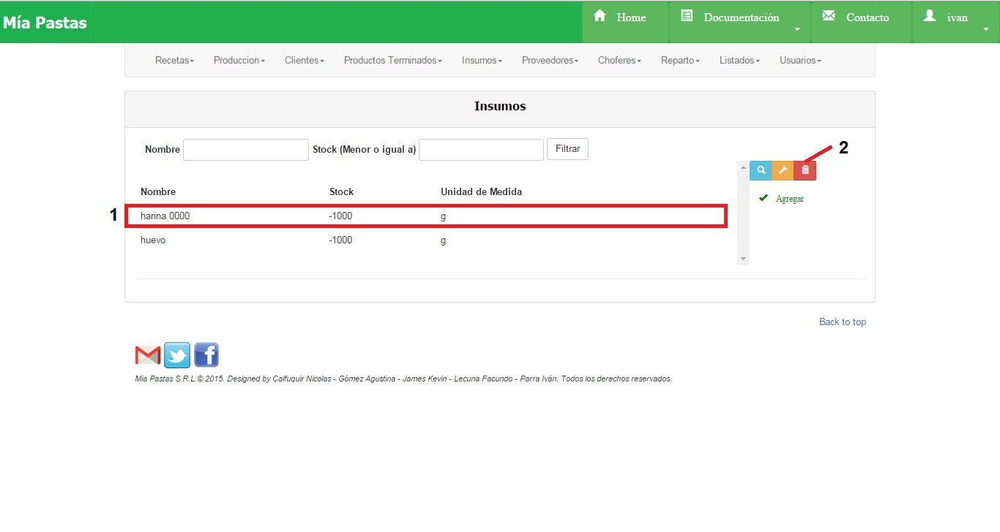 Mía Pastas
Home Documentación Contacto ivan
Recetas Produccion Clientes Productos Terminados Insumos Proveedores Choferes Reparto Listados Usuarios
Insumos
Nombre Stock (Menor o igual a) Filtrar
2
Nombre Stock Unidad de Medida
Agregar
1
harina 0000 -1000 g
huevo -1000 g
Back to top
Mía Pastas S.R.L.© 2015. Designed by Calfuquir Nicolas - Gómez Agustina - James Kevin - Lecuna Facundo - Parra Iván. Todos los derechos reservados.